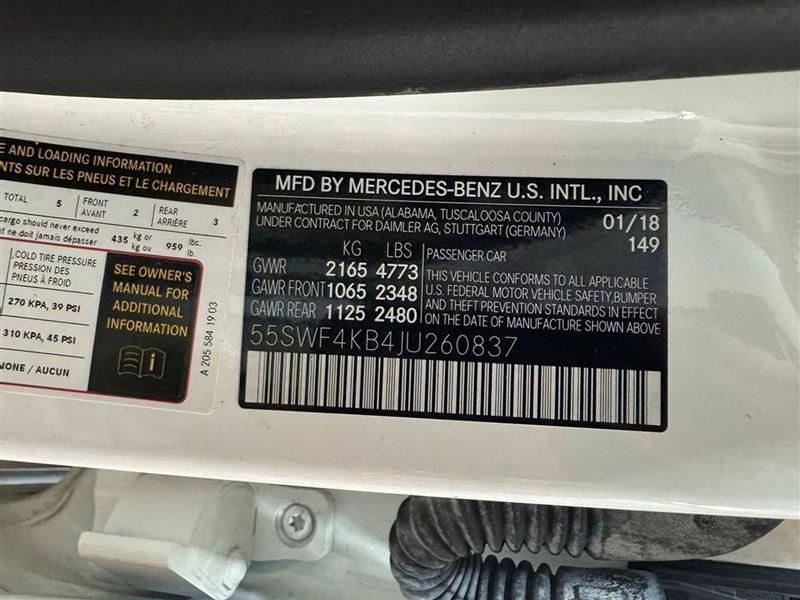 E AND LOADING INFORMATION
NTS SUR LES PNEUS ET LE CHARGEMENT
TOTAL 5 FRONT AVANT 2 REAR ARRIÈRE 3
cargo should never exceed 435 kg or 959 lbs.
nt ne doit jamais dépasser kg ou lb.
COLD TIRE PRESSURE
PRESSION DES
PNEUS À FROID
270 KPA, 39 PSI
310 KPA, 45 PSI
NONE / AUCUN
SEE OWNER'S
MANUAL FOR
ADDITIONAL
INFORMATION
i
A 205 584 19 03
MFD BY MERCEDES-BENZ U.S. INTL., INC
MANUFACTURED IN USA (ALABAMA, TUSCALOOSA COUNTY) 01/18
UNDER CONTRACT FOR DAIMLER AG, STUTTGART (GERMANY) 149
KG LBS
GWR 2165 4773
GAWR FRONT 1065 2348
GAWR REAR 1125 2480
PASSENGER CAR
THIS VEHICLE CONFORMS TO ALL APPLICABLE
U.S. FEDERAL MOTOR VEHICLE SAFETY,BUMPER
AND THEFT PREVENTION STANDARDS IN EFFECT
ON THE DATE OF MANUFACTURE SHOWN ABOVE
55SWF4KB4JU260837